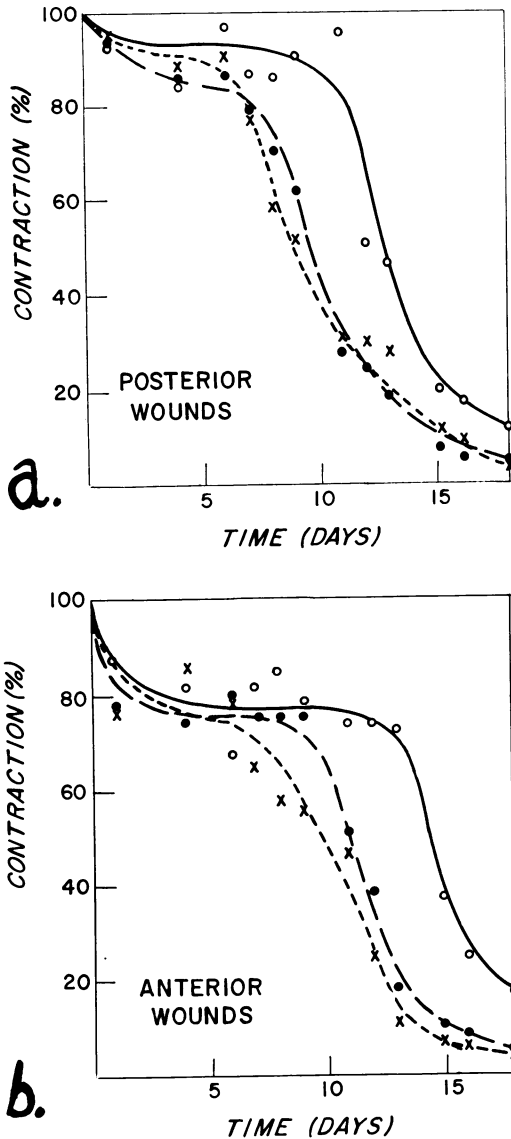 100
80
60
40
20
CONTRACTION (%)
POSTERIOR
WOUNDS
a.
5 10 15
TIME (DAYS)
100
80
60
40
20
CONTRACTION (%)
ANTERIOR
WOUNDS
b.
5 10 15
TIME (DAYS)